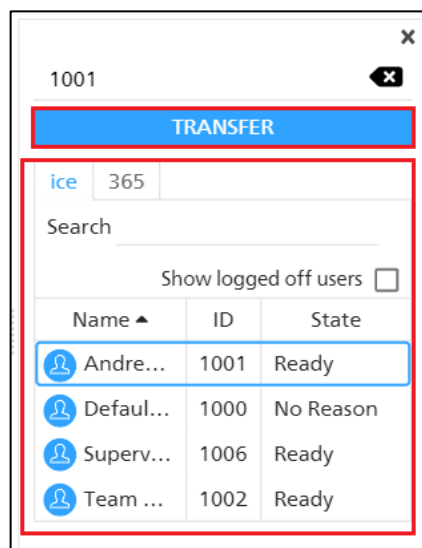 1001
TRANSFER
ice 365
Search
Show logged off users
Name ID State
Andre... 1001 Ready
Defaul... 1000 No Reason
Superv... 1006 Ready
Team ... 1002 Ready